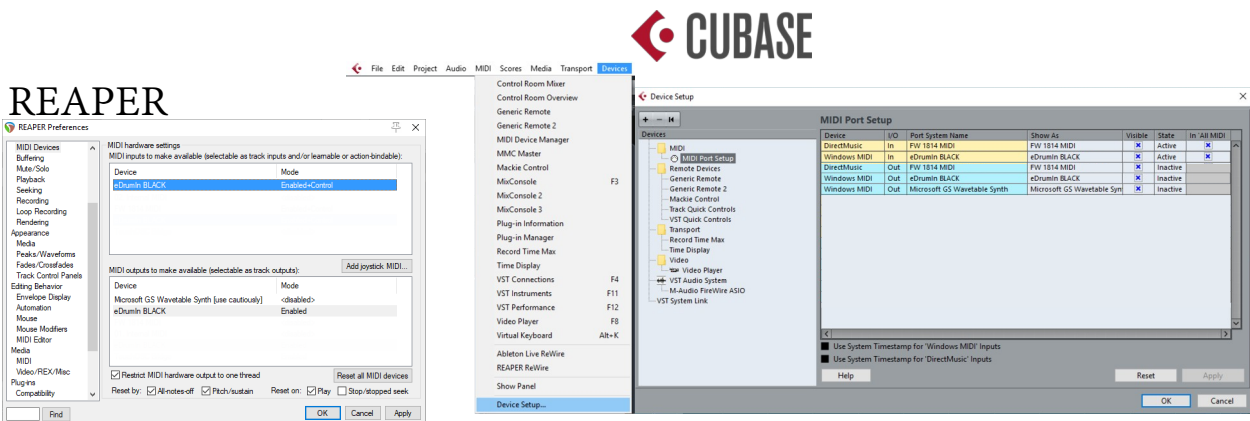 CUBASE
REAPER
File Edit Project Audio MIDI Scores Media Transport Devices
Control Room Mixer
Control Room Overview
Generic Remote
Generic Remote 2
MIDI Device Manager
MMC Master
Mackie Control
MixConsole F3
MixConsole 2
MixConsole 3
Plug-in Information
Plug-in Manager
Record Time Max
Time Display
VST Connections F4
VST Instruments F11
VST Performance F12
Video Player F8
Virtual Keyboard Alt+K
Ableton Live ReWire
REAPER ReWire
Show Panel
Device Setup...
REAPER Preferences
MIDI Devices
Buffering
Mute/Solo
Playback
Seeking
Recording
Loop Recording
Rendering
Appearance
Media
Peaks/Waveforms
Fades/Crossfades
Track Control Panels
Editing Behavior
Envelope Display
Automation
Mouse
Mouse Modifiers
MIDI Editor
Media
MIDI
Video/REX/Misc
Plug-ins
Compatibility
Find
MIDI hardware settings
MIDI inputs to make available (selectable as track inputs and/or learnable or action-bindable):
Device Mode
eDrumIn BLACK Enabled+Control
Add joystick MIDI...
MIDI outputs to make available (selectable as track outputs):
Device Mode
Microsoft GS Wavetable Synth [use cautiously] <disabled>
eDrumIn BLACK Enabled
Restrict MIDI hardware output to one thread Reset all MIDI devices
Reset by: All-notes-off Pitch/sustain Reset on: Play Stop/stopped seek
OK Cancel Apply
Device Setup
Devices
MIDI
MIDI Port Setup
Remote Devices
Generic Remote
Generic Remote 2
Mackie Control
Track Quick Controls
VST Quick Controls
Transport
Record Time Max
Time Display
Video
Video Player
VST Audio System
M-Audio FireWire ASIO
VST System Link
MIDI Port Setup
Device I/O Port System Name Show As Visible State In 'All MIDI
DirectMusic In FW 1814 MIDI FW 1814 MIDI Active
Windows MIDI In eDrumIn BLACK eDrumIn BLACK Active
DirectMusic Out FW 1814 MIDI FW 1814 MIDI Inactive
Windows MIDI Out eDrumIn BLACK eDrumIn BLACK Inactive
Windows MIDI Out Microsoft GS Wavetable Synth Microsoft GS Wavetable Syn Inactive
Use System Timestamp for 'Windows MIDI' Inputs
Use System Timestamp for 'DirectMusic' Inputs
Help Reset Apply
OK Cancel